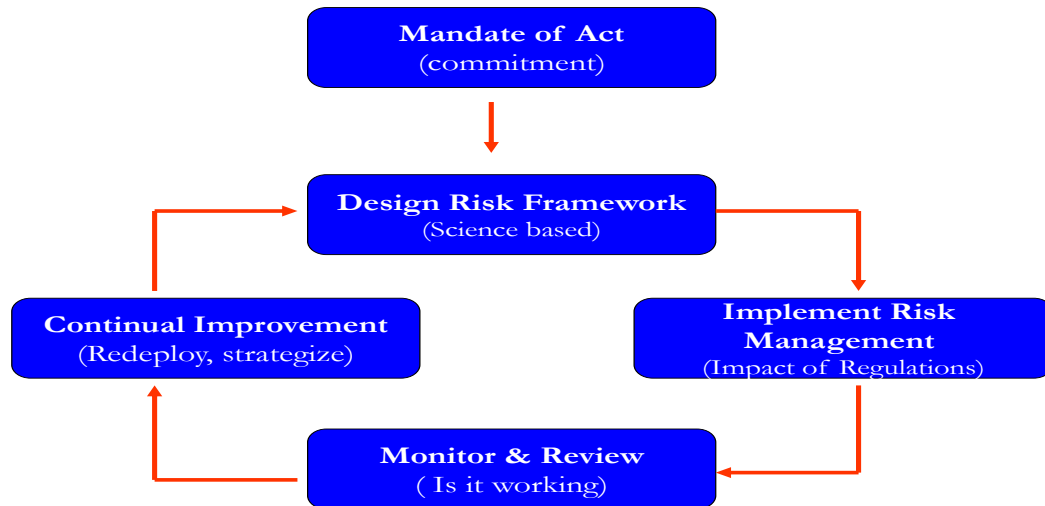 Mandate of Act
(commitment)
Design Risk Framework
(Science based)
Continual Improvement
(Redeploy, strategize)
Implement Risk
Management
(Impact of Regulations)
Monitor & Review
( Is it working)